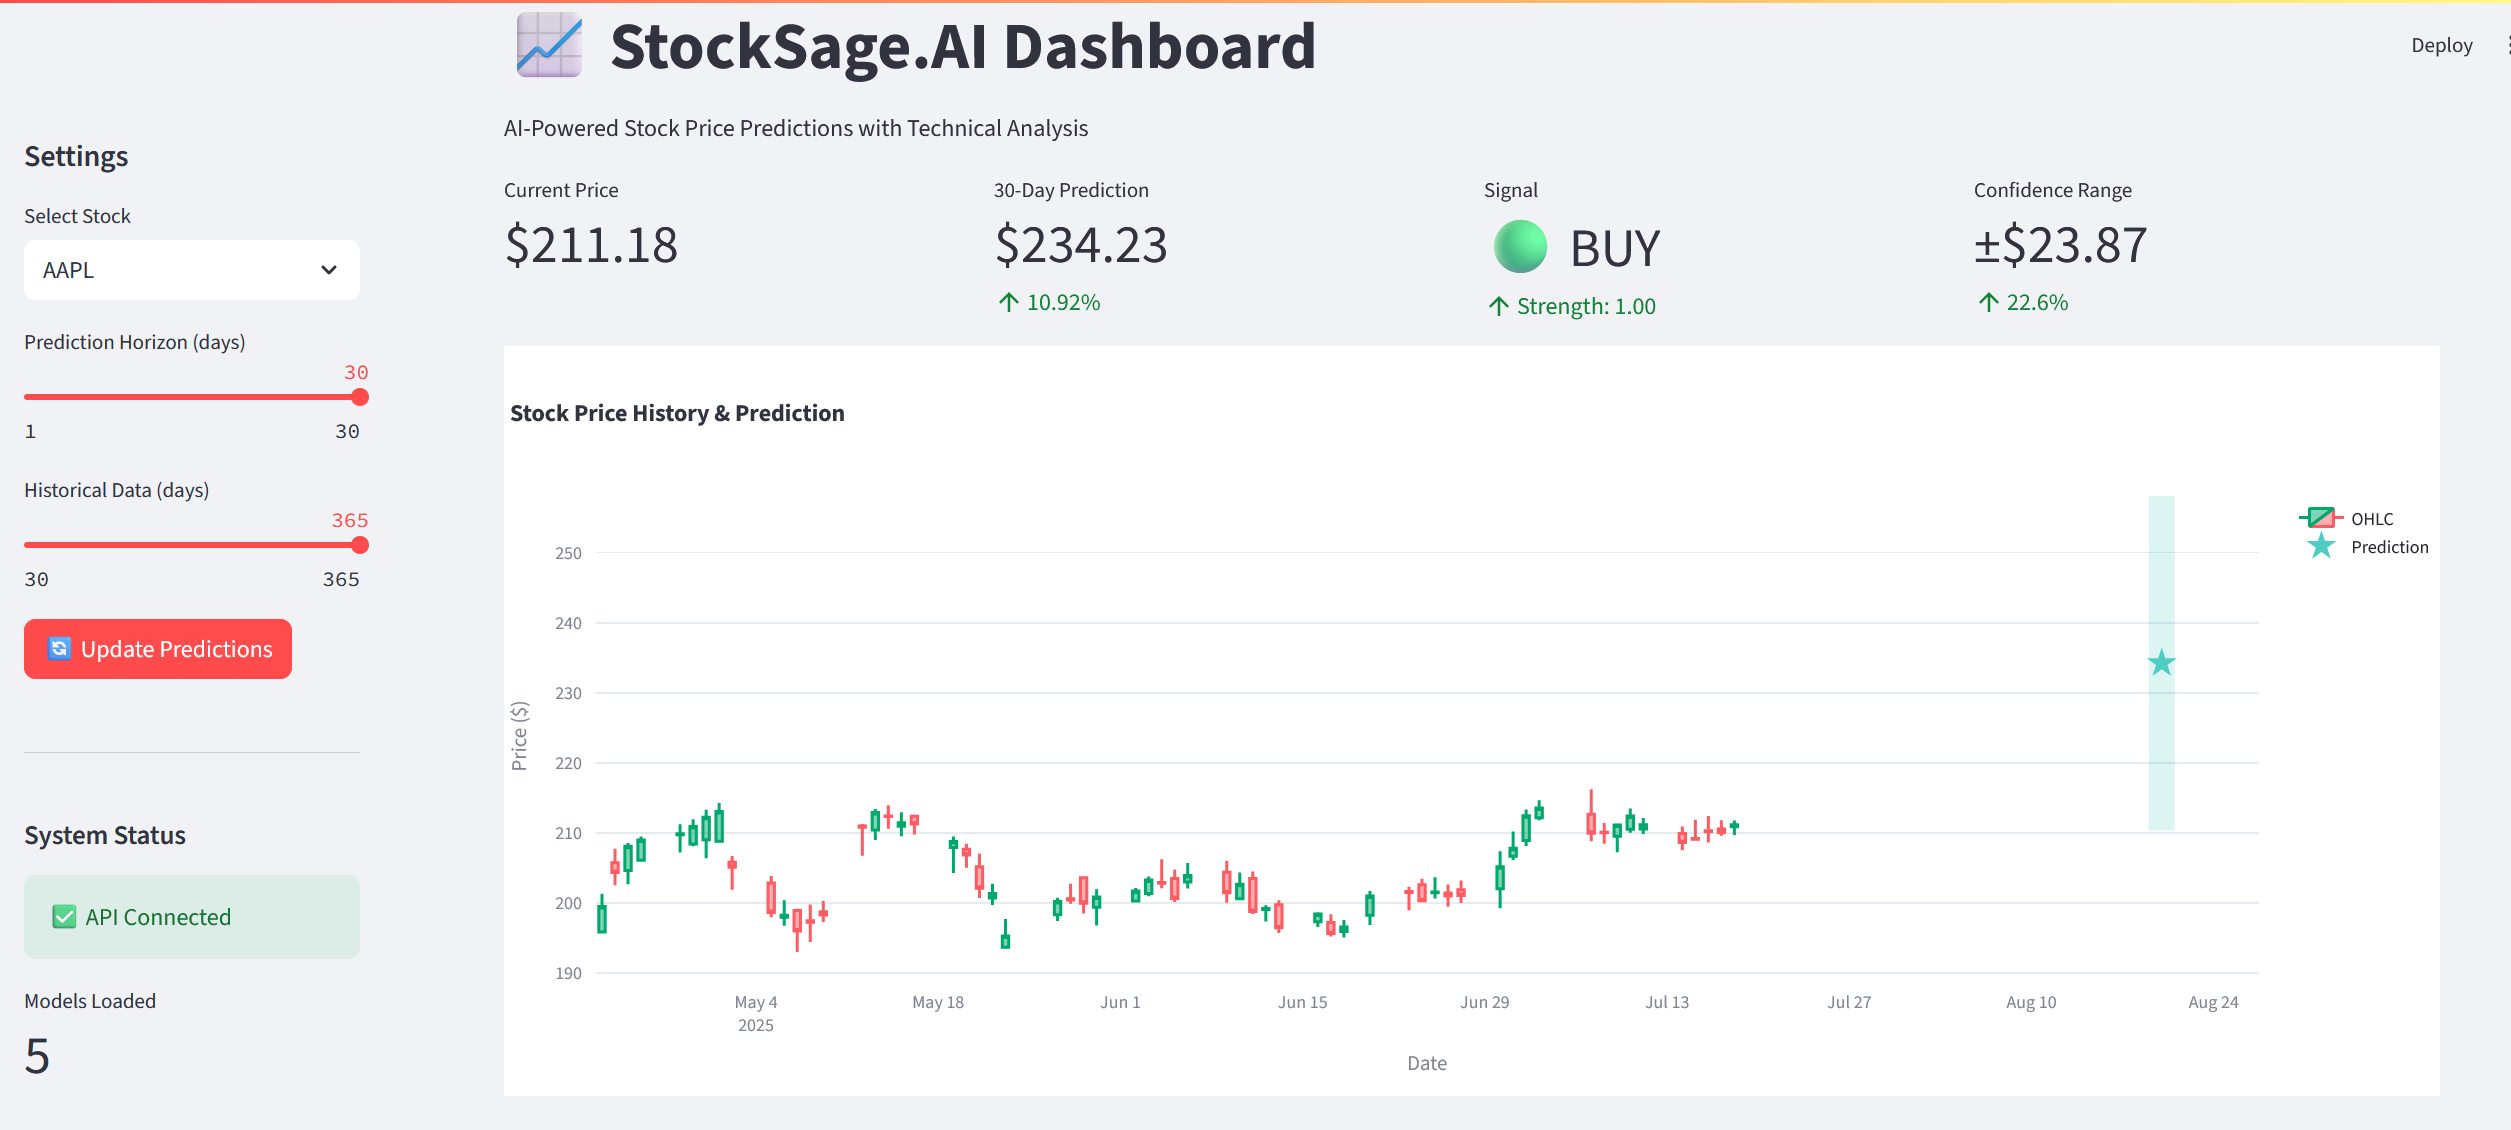 StockSage.AI Dashboard
Deploy
AI-Powered Stock Price Predictions with Technical Analysis
Settings
Select Stock
AAPL
Prediction Horizon (days)
30
1
30
Historical Data (days)
365
30
365
Update Predictions
System Status
API Connected
Models Loaded
5
Current Price
$211.18
30-Day Prediction
$234.23
↑ 10.92%
Signal
BUY
↑ Strength: 1.00
Confidence Range
±$23.87
↑ 22.6%
Stock Price History & Prediction
OHLC
Prediction
Price ($)
250
240
230
220
210
200
190
May 4
2025
May 18
Jun 1
Jun 15
Jun 29
Jul 13
Jul 27
Aug 10
Aug 24
Date